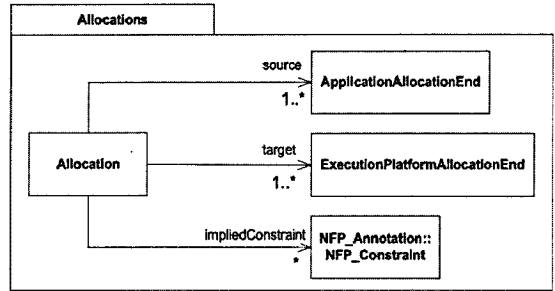 Allocations
source
ApplicationAllocationEnd
1..*
Allocation
target
ExecutionPlatformAllocationEnd
1..*
impliedConstraint
NFP_Annotation::
NFP_Constraint
*